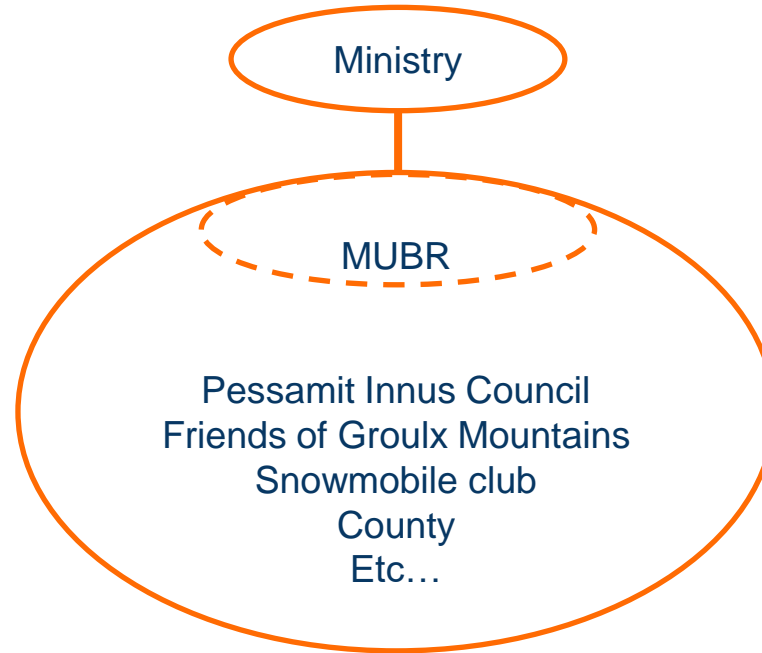 Ministry
MUBR
Pessamit Innus Council
Friends of Groulx Mountains
Snowmobile club
County
Etc…